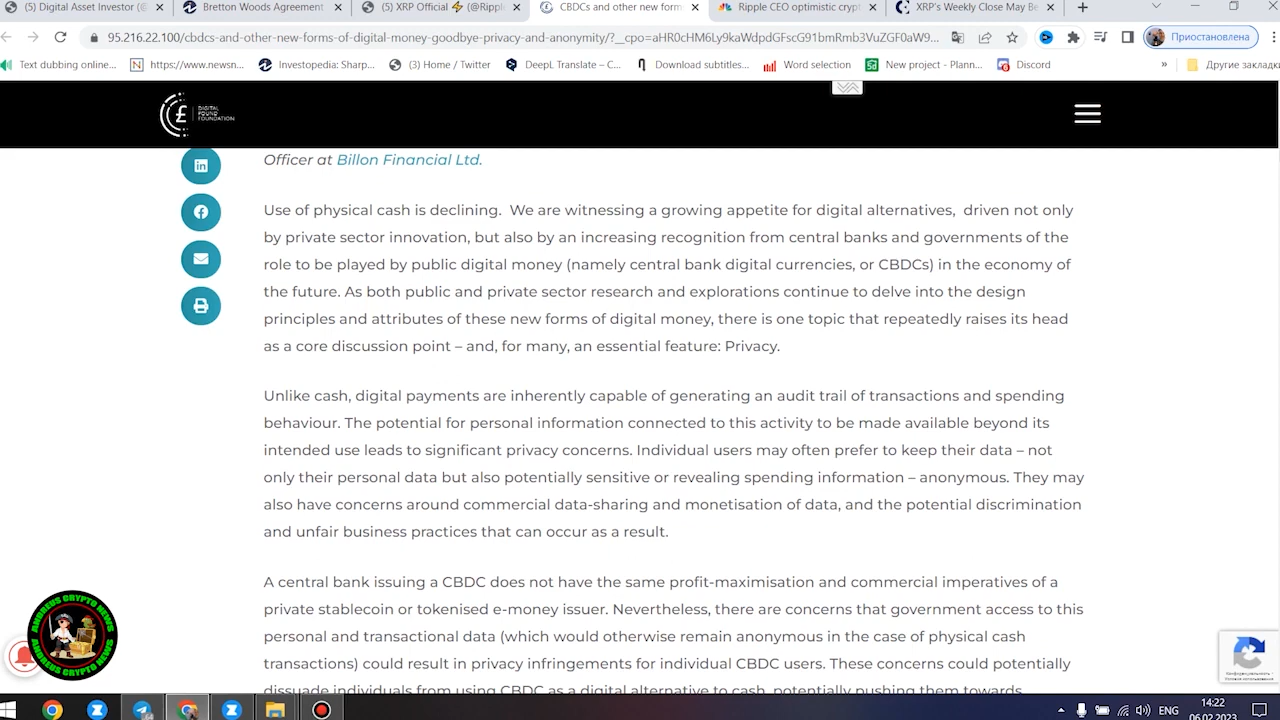 (5) Digital Asset Investor (@
Bretton Woods Agreement
(5) XRP Official ⚡ (@Rippl
CBDCs and other new form
Ripple CEO optimistic crypt
XRP's Weekly Close May Be
95.216.22.100/cbdcs-and-other-new-forms-of-digital-money-goodbye-privacy-and-anonymity/?__cpo=aHR0cHM6Ly9kaWdpdGFscG91bmRmb3VuZGF0aW9...
Приостановлена
Text dubbing online...
https://www.newsn...
Investopedia: Sharp...
(3) Home / Twitter
DeepL Translate – C...
Download subtitles...
Word selection
New project - Plann...
Discord
»
Другие закладки
DIGITAL
POUND
FOUNDATION
Officer at Billon Financial Ltd.
Use of physical cash is declining. We are witnessing a growing appetite for digital alternatives, driven not only
by private sector innovation, but also by an increasing recognition from central banks and governments of the
role to be played by public digital money (namely central bank digital currencies, or CBDCs) in the economy of
the future. As both public and private sector research and explorations continue to delve into the design
principles and attributes of these new forms of digital money, there is one topic that repeatedly raises its head
as a core discussion point – and, for many, an essential feature: Privacy.
Unlike cash, digital payments are inherently capable of generating an audit trail of transactions and spending
behaviour. The potential for personal information connected to this activity to be made available beyond its
intended use leads to significant privacy concerns. Individual users may often prefer to keep their data – not
only their personal data but also potentially sensitive or revealing spending information – anonymous. They may
also have concerns around commercial data-sharing and monetisation of data, and the potential discrimination
and unfair business practices that can occur as a result.
A central bank issuing a CBDC does not have the same profit-maximisation and commercial imperatives of a
private stablecoin or tokenised e-money issuer. Nevertheless, there are concerns that government access to this
personal and transactional data (which would otherwise remain anonymous in the case of physical cash
transactions) could result in privacy infringements for individual CBDC users. These concerns could potentially
dissuade individuals from using CBDC
ANDREUS CRYPTO NEWS
ANDREUS CRYPTO NEWS
Конфиденциальность -
Условия использования
ENG
14:22
06.02.2023